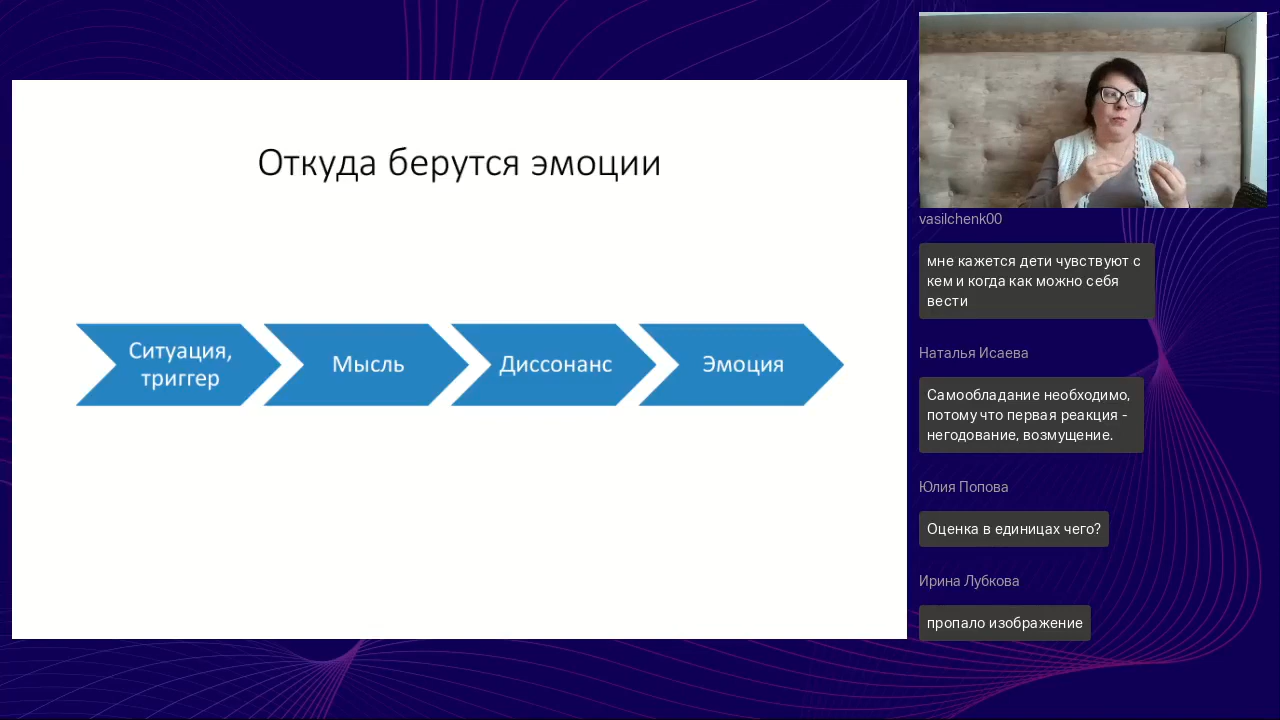 Откуда берутся эмоции
Ситуация,
триггер
Мысль
Диссонанс
Эмоция
vasilchenk00
мне кажется дети чувствуют с
кем и когда как можно себя
вести
Наталья Исаева
Самообладание необходимо,
потому что первая реакция -
негодование, возмущение.
Юлия Попова
Оценка в единицах чего?
Ирина Лубкова
пропало изображение